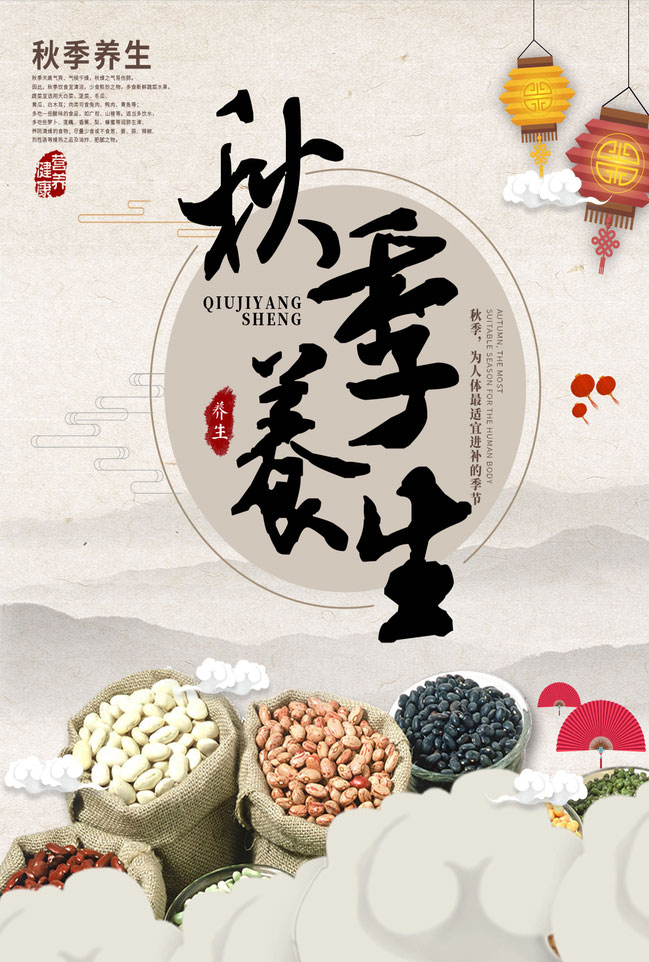 秋季养生
秋季天高气爽、气候干燥,秋燥之气易伤肺。
因此,秋季饮食宜清淡,少食煎炒之物,多食新鲜蔬菜水果。
蔬菜宜选用大白菜、菠菜、冬瓜、
黄瓜、白木耳;肉类可食兔肉、鸭肉、青鱼等;
多吃一些酸味的食品,如广柑、山楂等。适当多饮水,
多吃些萝卜、莲藕、香蕉、梨、蜂蜜等润肺生津、
养阴清燥的食物;尽量少食或不食葱、姜、蒜、辣椒、
烈性酒等燥热之品及油炸、肥腻之物。
营养
健康
秋季养生
QIUJIYANG
SHENG
养生
AUTUMN, THE MOST
SUITABLE SEASON FOR THE HUMAN BODY
秋季,为人体最适宜进补的季节